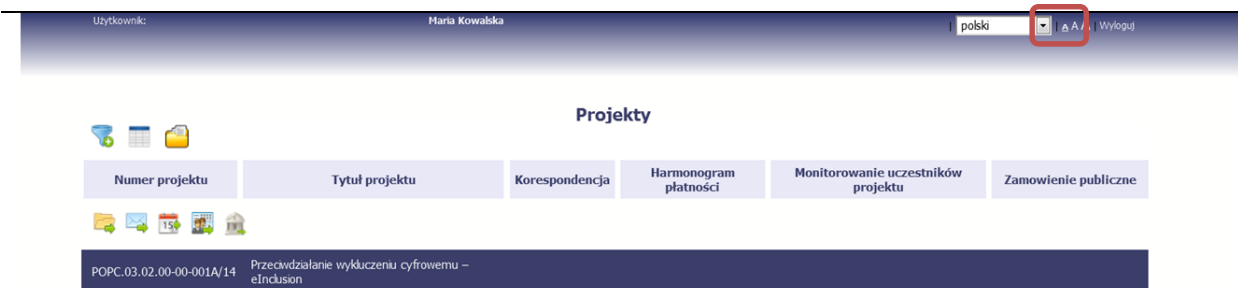 Użytkownik: Maria Kowalska | polski | A A A | Wyloguj
Projekty
Numer projektu Tytuł projektu Korespondencja Harmonogram płatności Monitorowanie uczestników projektu Zamowienie publiczne
15
POPC.03.02.00-00-001A/14 Przeciwdziałanie wykluczeniu cyfrowemu –
eInclusion